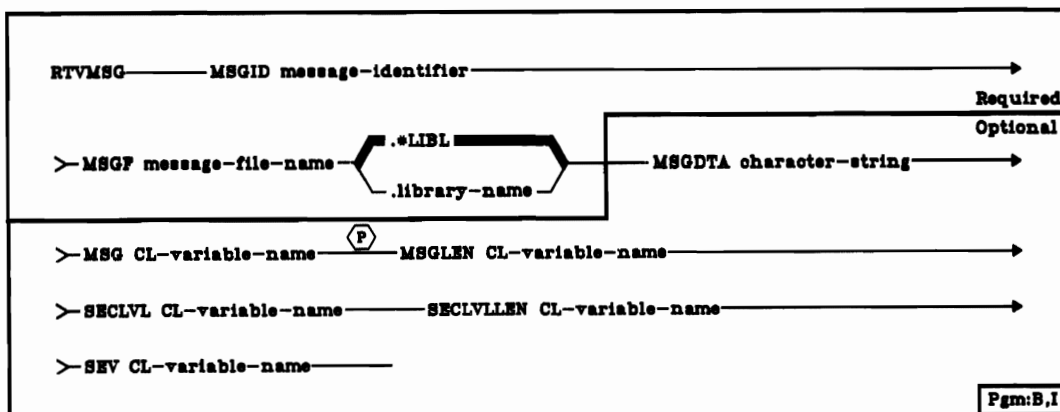 RTVMSG MSGID message-identifier
Required
Optional
.*LIBL
MSGF message-file-name MSGDTA character-string
.library-name
P
MSG CL-variable-name MSGLEN CL-variable-name
SECLVL CL-variable-name SECLVLLEN CL-variable-name
SEV CL-variable-name
Pgm:B,I